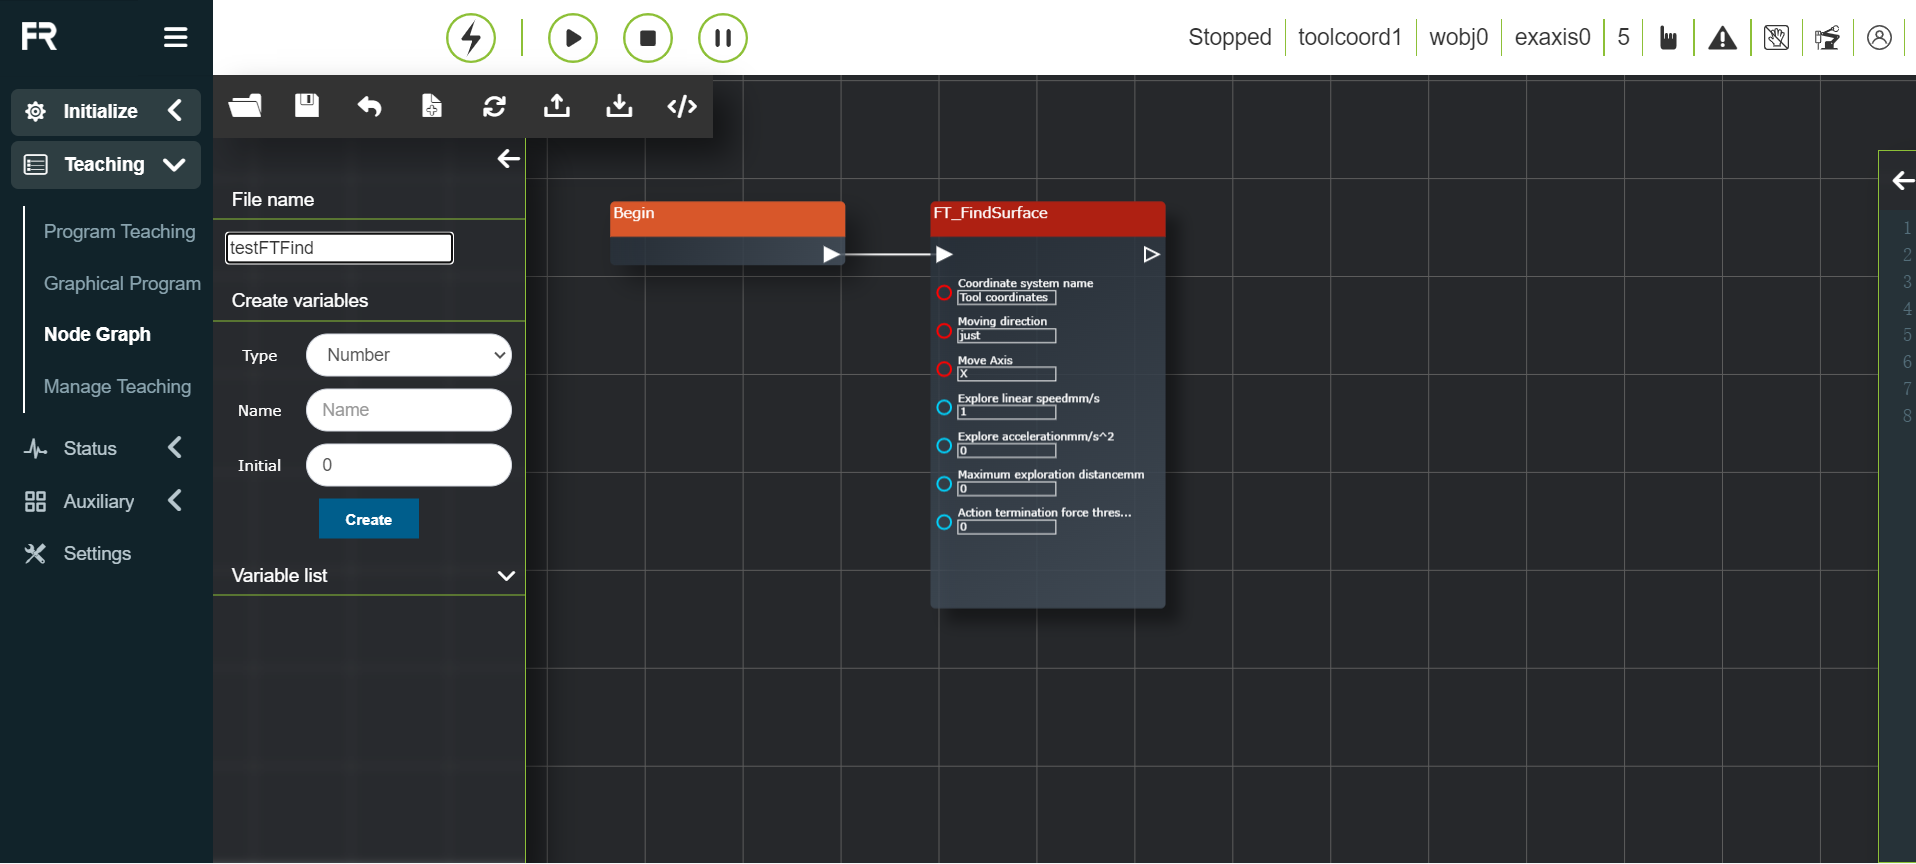 FR
Stopped
toolcoord1
wobj0
exaxis0
5
Initialize
Teaching
Program Teaching
Graphical Program
Node Graph
Manage Teaching
Status
Auxiliary
Settings
File name
testFTFind
Create variables
Type
Number
Name
Name
Initial
0
Create
Variable list
Begin
FT_FindSurface
Coordinate system name
Tool coordinates
Moving direction
just
Move Axis
X
Explore linear speedmm/s
1
Explore accelerationmm/s^2
0
Maximum exploration distancemm
0
Action termination force thres...
0
1
2
3
4
5
6
7
8